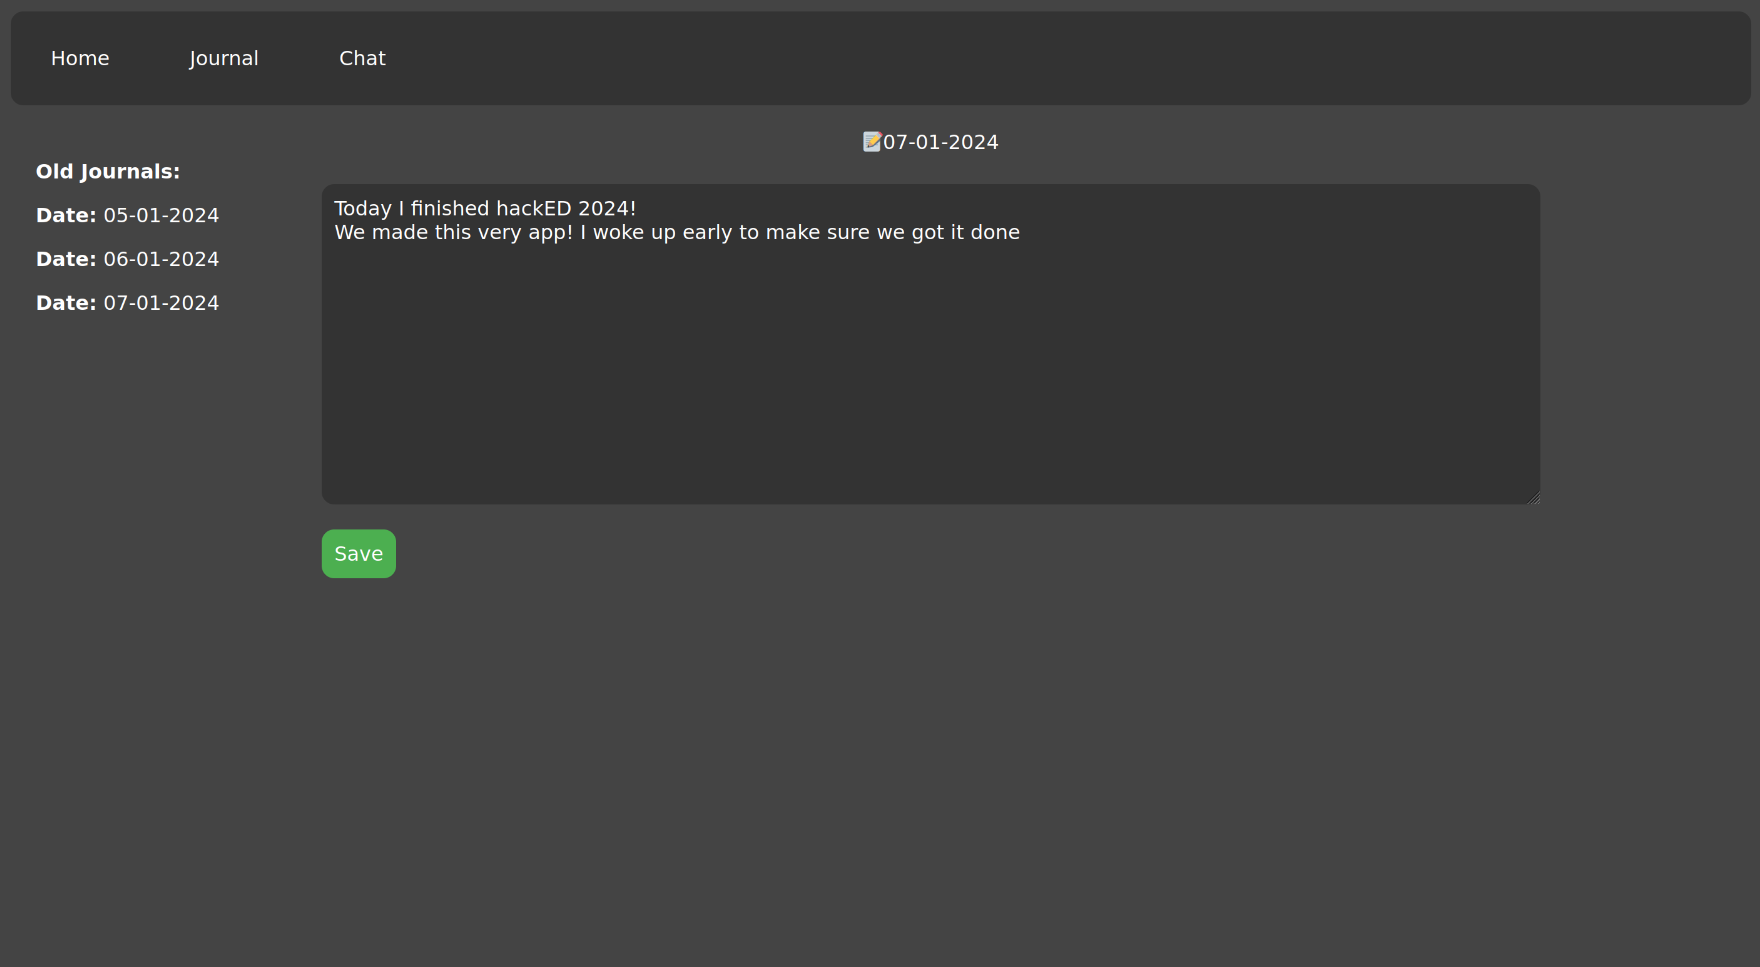 Home Journal Chat
📝07-01-2024
Old Journals:
Date: 05-01-2024
Date: 06-01-2024
Date: 07-01-2024
Today I finished hackED 2024!
We made this very app! I woke up early to make sure we got it done
Save